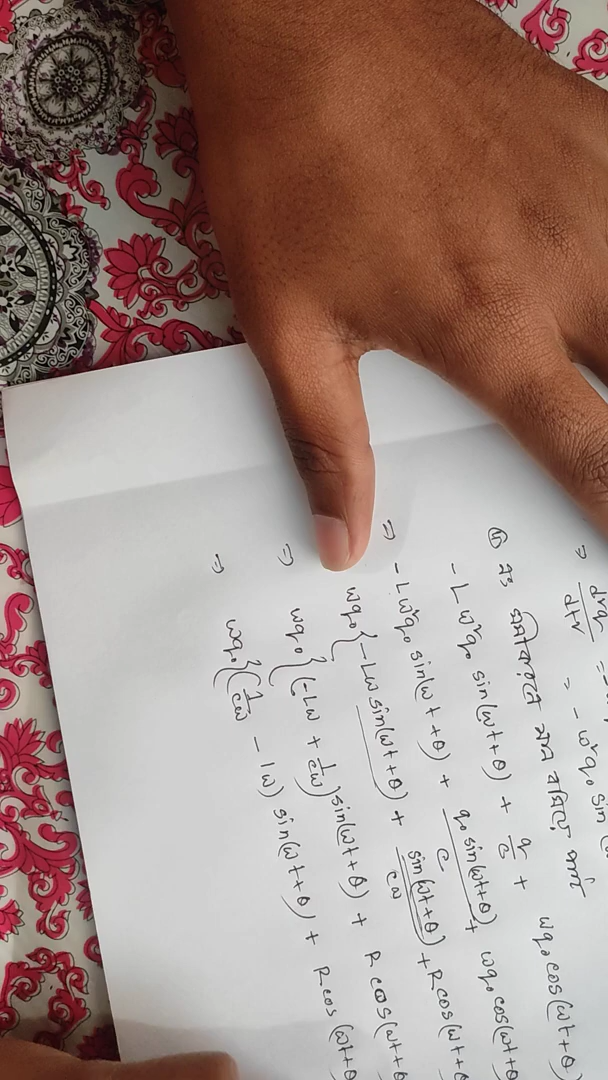 ⇒ d²q/dt² = - ω²q₀ sin(ω
নং সমীকরণে মান বসিয়ে পাই
- Lω²q₀ sin(ωt+θ) + q/c + ωq₀ cos(ωt+θ)
⇒ - Lω²q₀ sin(ωt+θ) + q₀ sin(ωt+θ)/c + ωq₀ cos(ωt+θ
ωq₀{-Lω sin(ωt+θ) + sin(ωt+θ)/cω + R cos(ωt+θ
⇒ ωq₀{(-Lω + 1/cω) sin(ωt+θ) + R cos(ωt+θ
⇒ ωq₀{(1/cω - lω) sin(ωt+θ) + R cos(ωt+θ